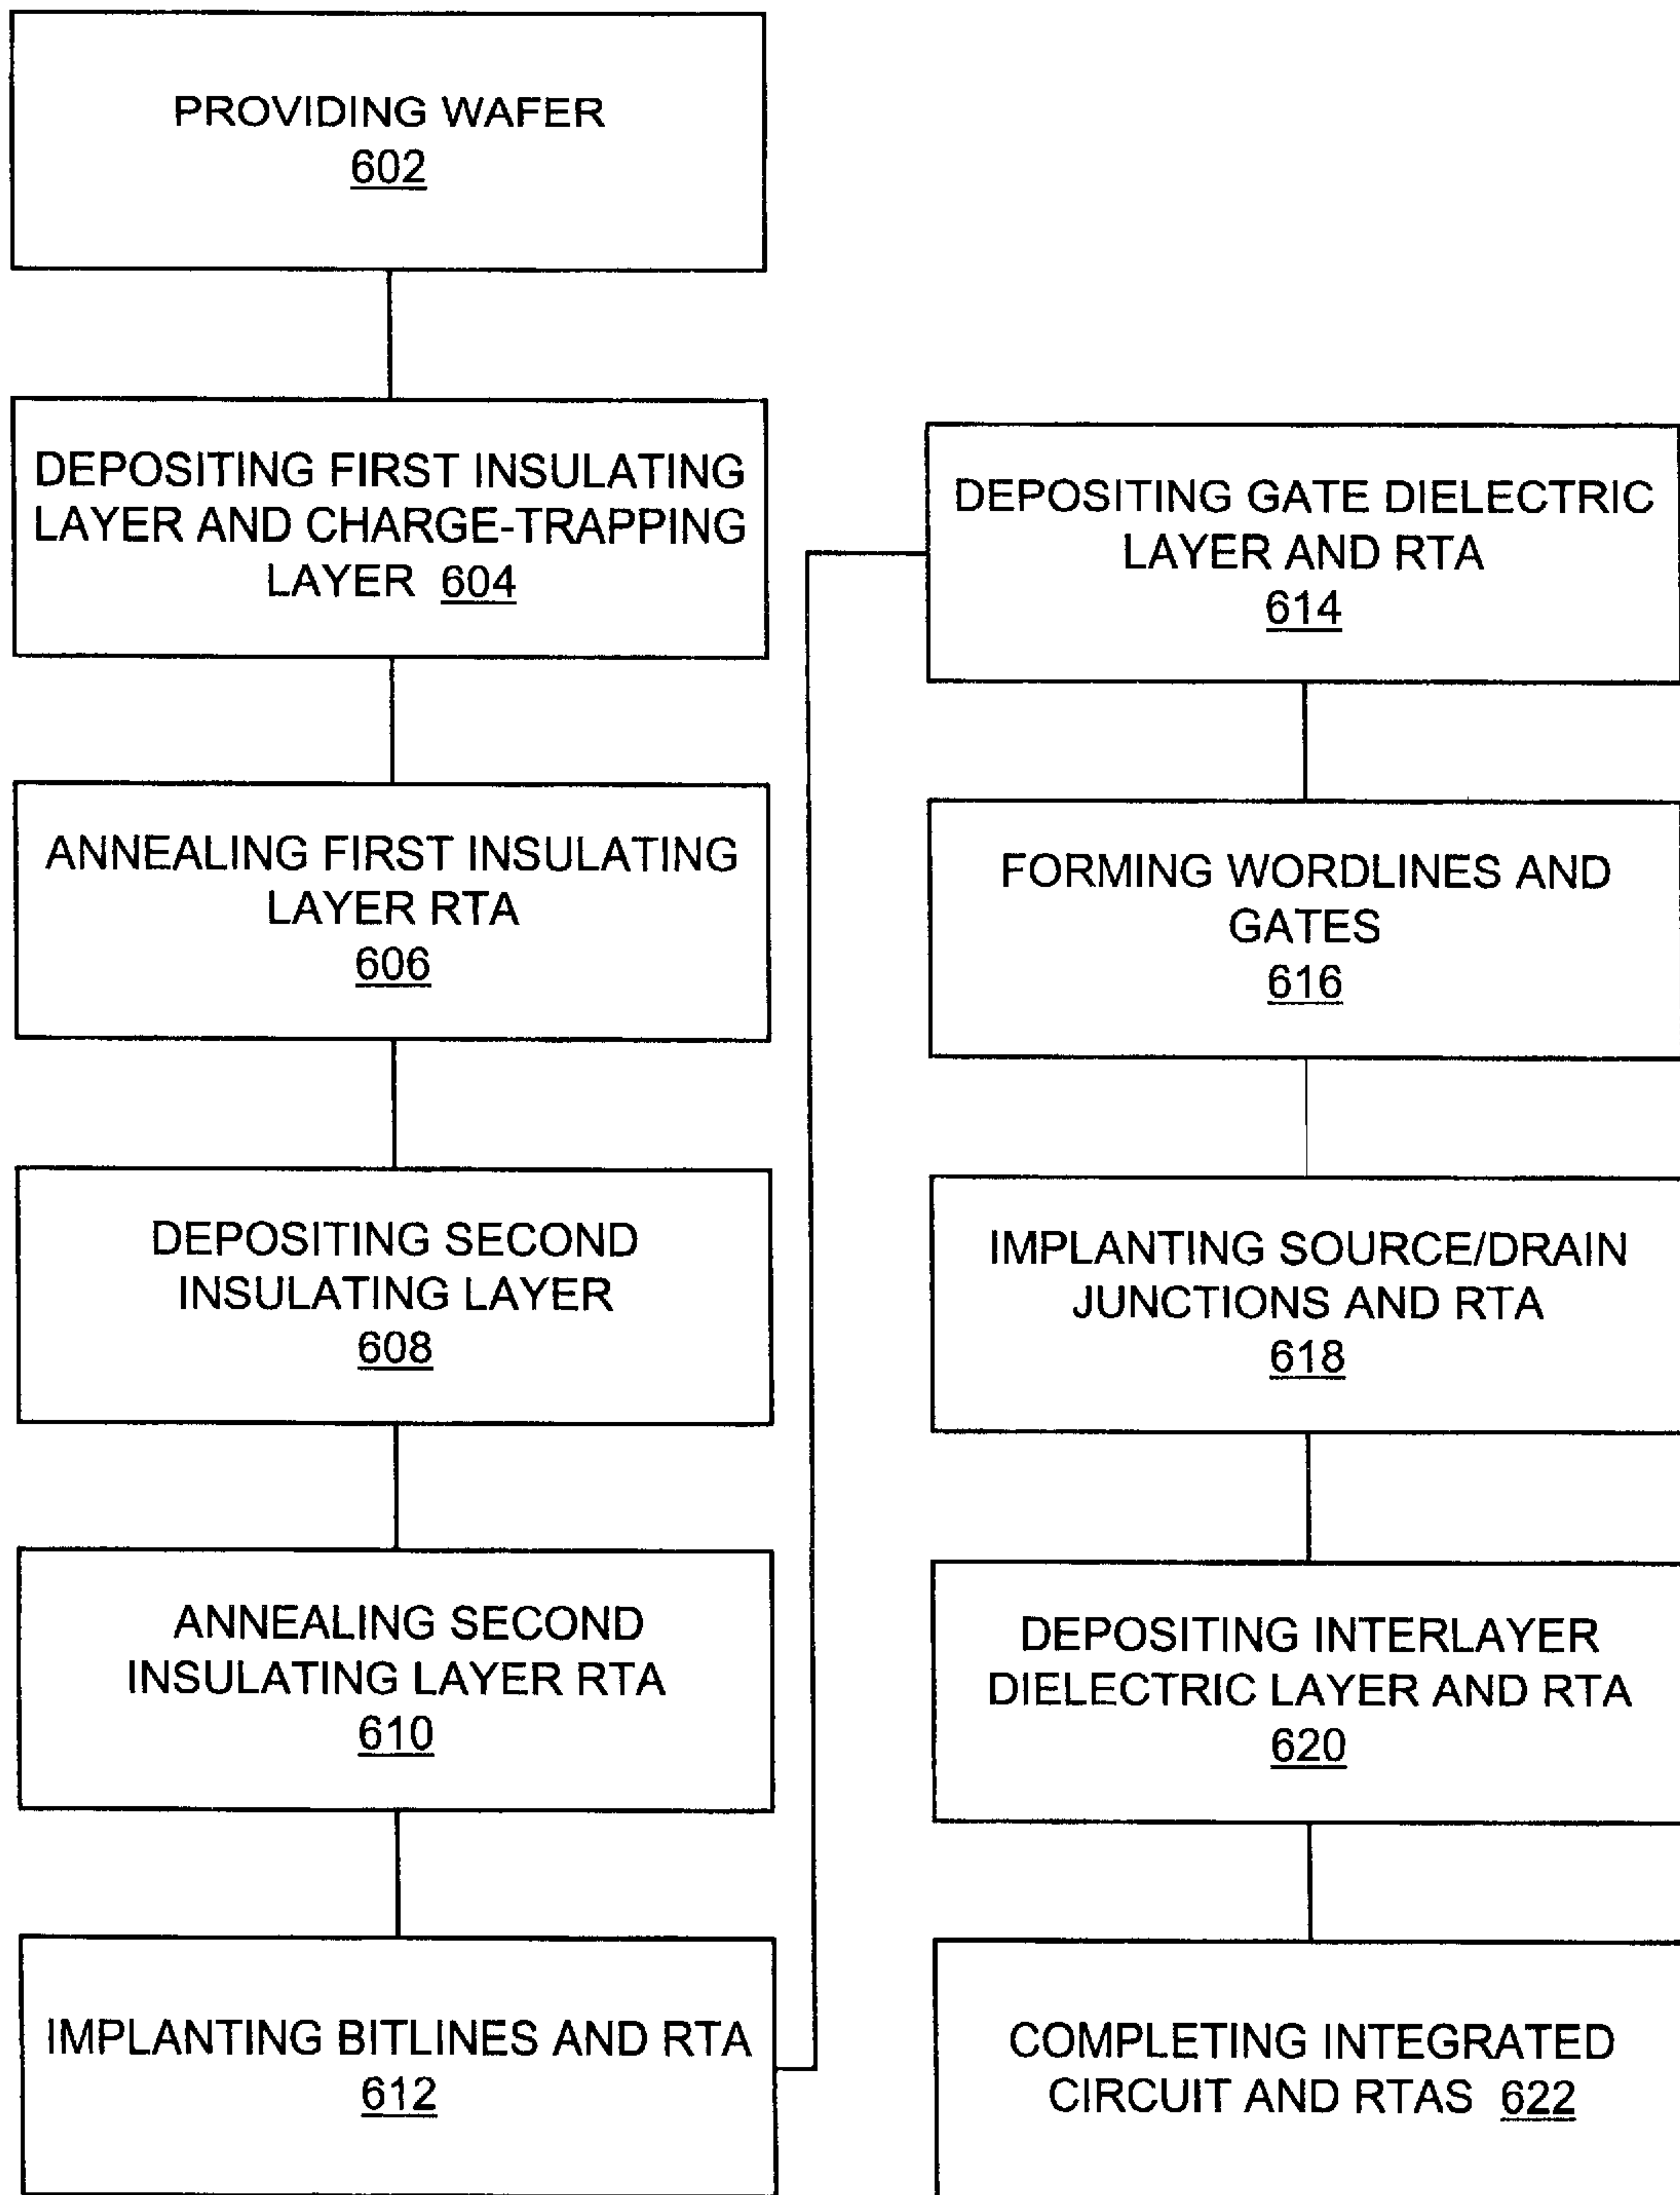 PROVIDING WAFER
602
DEPOSITING FIRST INSULATING
LAYER AND CHARGE-TRAPPING
LAYER 604
ANNEALING FIRST INSULATING
LAYER RTA
606
DEPOSITING SECOND
INSULATING LAYER
608
ANNEALING SECOND
INSULATING LAYER RTA
610
IMPLANTING BITLINES AND RTA
612
DEPOSITING GATE DIELECTRIC
LAYER AND RTA
614
FORMING WORDLINES AND
GATES
616
IMPLANTING SOURCE/DRAIN
JUNCTIONS AND RTA
618
DEPOSITING INTERLAYER
DIELECTRIC LAYER AND RTA
620
COMPLETING INTEGRATED
CIRCUIT AND RTAS 622